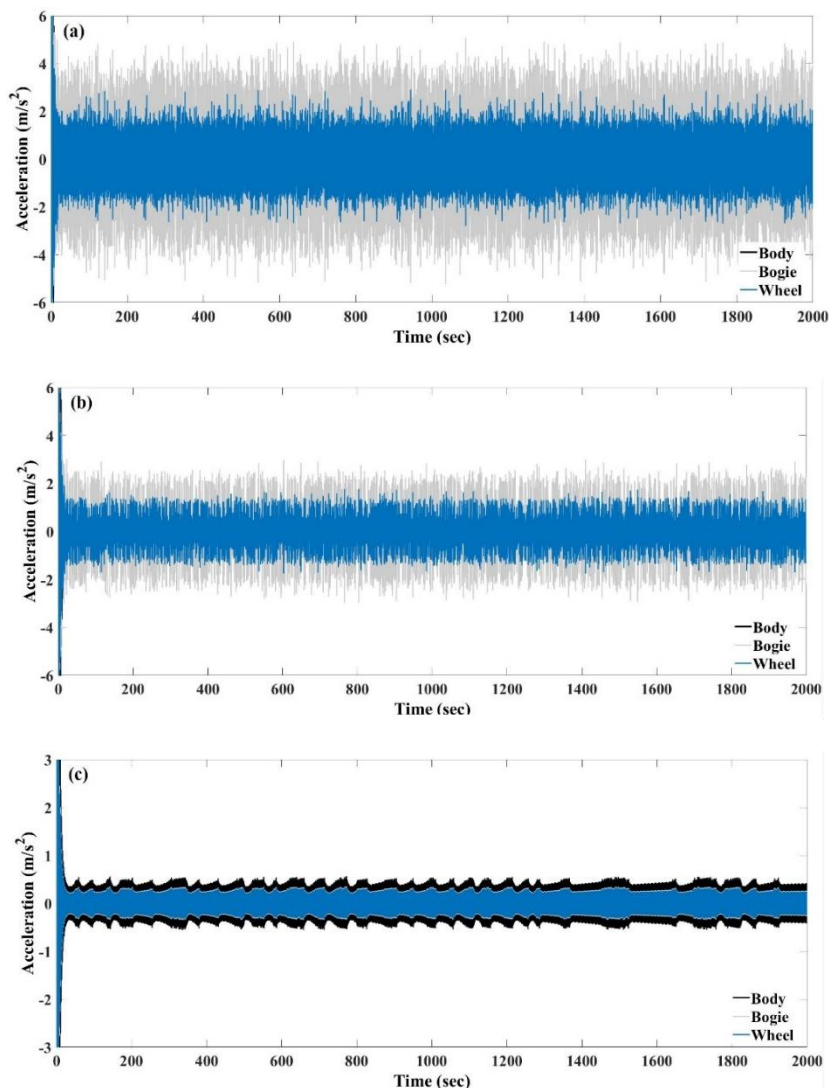 (a)
Acceleration (m/s²)
6
4
2
0
-2
-4
-6
Body
Bogie
Wheel
0 200 400 600 800 1000 1200 1400 1600 1800 2000
Time (sec)
(b)
Acceleration (m/s²)
6
4
2
0
-2
-4
-6
Body
Bogie
Wheel
0 200 400 600 800 1000 1200 1400 1600 1800 2000
Time (sec)
(c)
Acceleration (m/s²)
3
2
1
0
-1
-2
-3
Body
Bogie
Wheel
0 200 400 600 800 1000 1200 1400 1600 1800 2000
Time (sec)